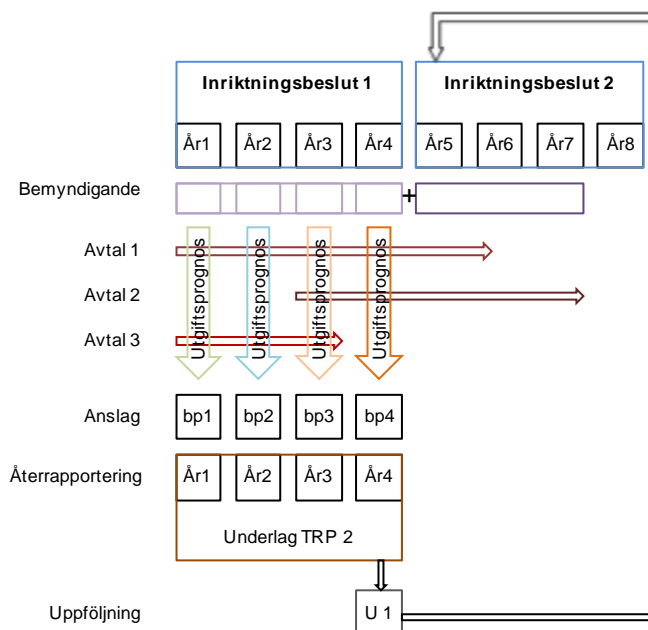 Inriktningsbeslut 1 Inriktningsbeslut 2
År1 År2 År3 År4 År5 År6 År7 År8
Bemyndigande +
Avtal 1
Avtal 2
Avtal 3
Utgiftsprognos Utgiftsprognos Utgiftsprognos Utgiftsprognos
Anslag bp1 bp2 bp3 bp4
Återrapportering År1 År2 År3 År4
Underlag TRP 2
Uppföljning U 1